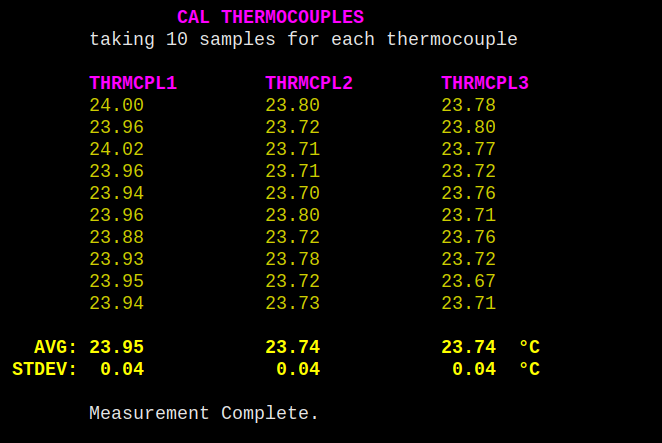 CAL THERMOCOUPLES
taking 10 samples for each thermocouple
THRMCPL1 THRMCPL2 THRMCPL3
24.00 23.80 23.78
23.96 23.72 23.80
24.02 23.71 23.77
23.96 23.71 23.72
23.94 23.70 23.76
23.96 23.80 23.71
23.88 23.72 23.76
23.93 23.78 23.72
23.95 23.72 23.67
23.94 23.73 23.71
AVG: 23.95 23.74 23.74 °C
STDEV: 0.04 0.04 0.04 °C
Measurement Complete.